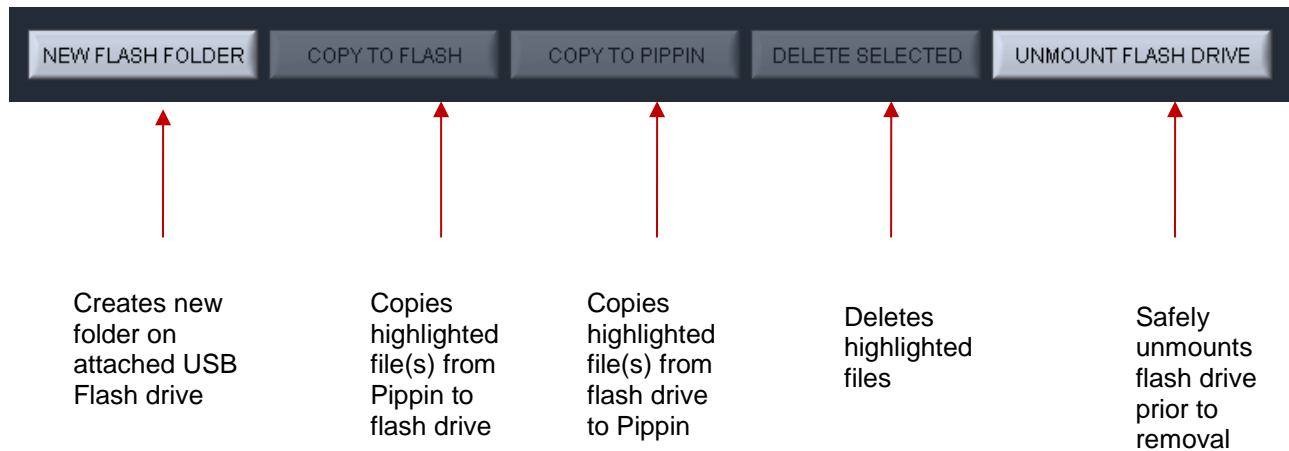 NEW FLASH FOLDER
COPY TO FLASH
COPY TO PIPPIN
DELETE SELECTED
UNMOUNT FLASH DRIVE
Creates new
folder on
attached USB
Flash drive
Copies
highlighted
file(s) from
Pippin to
flash drive
Copies
highlighted
file(s) from
flash drive
to Pippin
Deletes
highlighted
files
Safely
unmounts
flash drive
prior to
removal